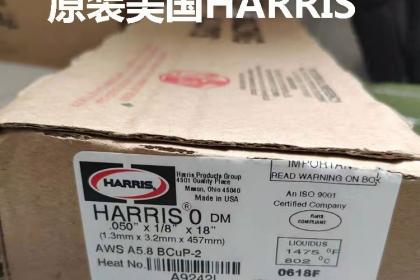 原装美国HARRIS
HARRIS
Harris Products Group
4501 Quality Place
Mason, Ohio 45040
Made in USA
IMPORTAN
READ WARNING ON BOX
An ISO 9001
Certified Company
RoHS
COMPLIANT
HARRIS® 0 DM
.050" x 1/8" x 18"
(1.3mm x 3.2mm x 457mm)
AWS A5.8 BCuP-2
Heat No.
A9242I
LIQUIDUS
1475 °F
802 °C
0618F